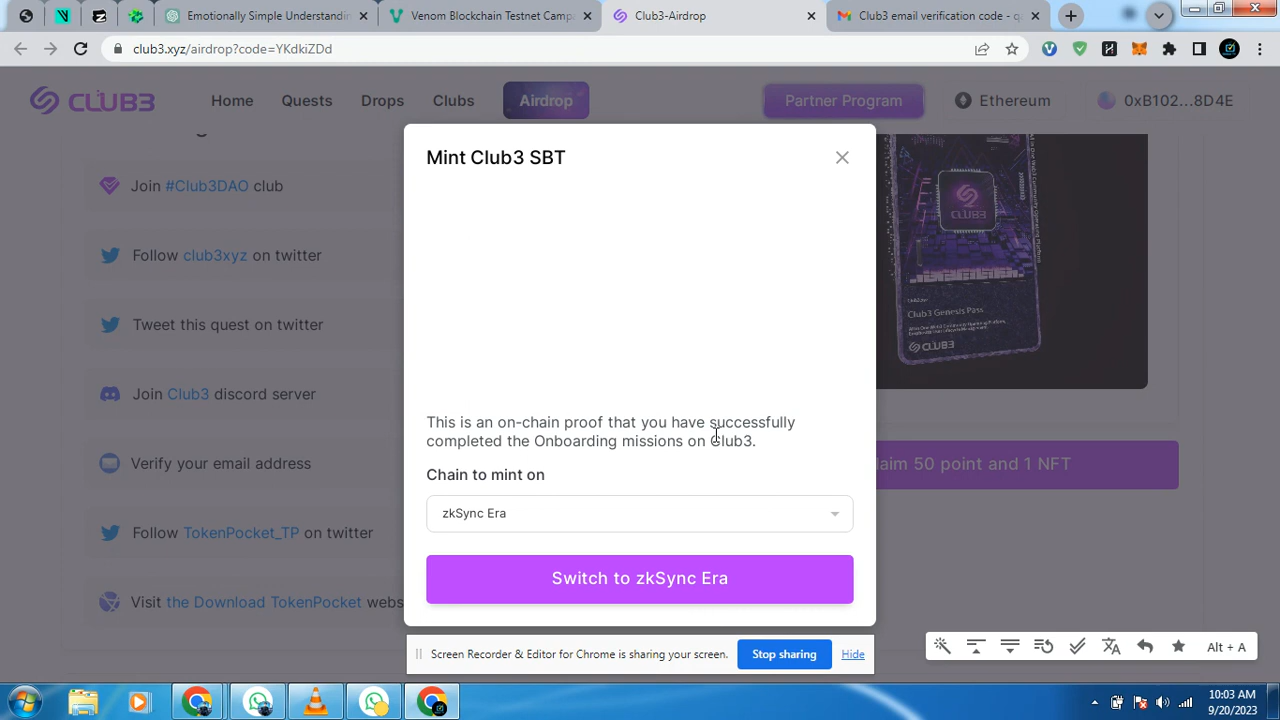 Emotionally Simple Understandin
Venom Blockchain Testnet Camp
Club3-Airdrop
Club3 email verification code - q
club3.xyz/airdrop?code=YKdkiZDd
CLUB3
Home
Quests
Drops
Clubs
Airdrop
Partner Program
Ethereum
0xB102...8D4E
Mint Club3 SBT
Join #Club3DAO club
Follow club3xyz on twitter
Tweet this quest on twitter
Join Club3 discord server
Verify your email address
Follow TokenPocket_TP on twitter
Visit the Download TokenPocket webs
CLUB3
Club3 Genesis Pass
CLUB3
This is an on-chain proof that you have successfully
completed the Onboarding missions on Club3.
laim 50 point and 1 NFT
Chain to mint on
zkSync Era
Switch to zkSync Era
Screen Recorder & Editor for Chrome is sharing your screen.
Stop sharing
Hide
Alt + A
10:03 AM
9/20/2023